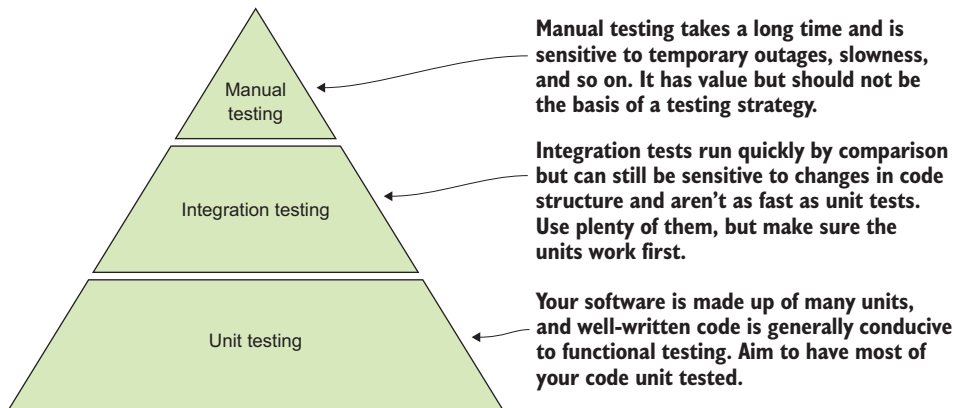 Manual
testing
Manual testing takes a long time and is
sensitive to temporary outages, slowness,
and so on. It has value but should not be
the basis of a testing strategy.
Integration testing
Integration tests run quickly by comparison
but can still be sensitive to changes in code
structure and aren't as fast as unit tests.
Use plenty of them, but make sure the
units work first.
Unit testing
Your software is made up of many units,
and well-written code is generally conducive
to functional testing. Aim to have most of
your code unit tested.